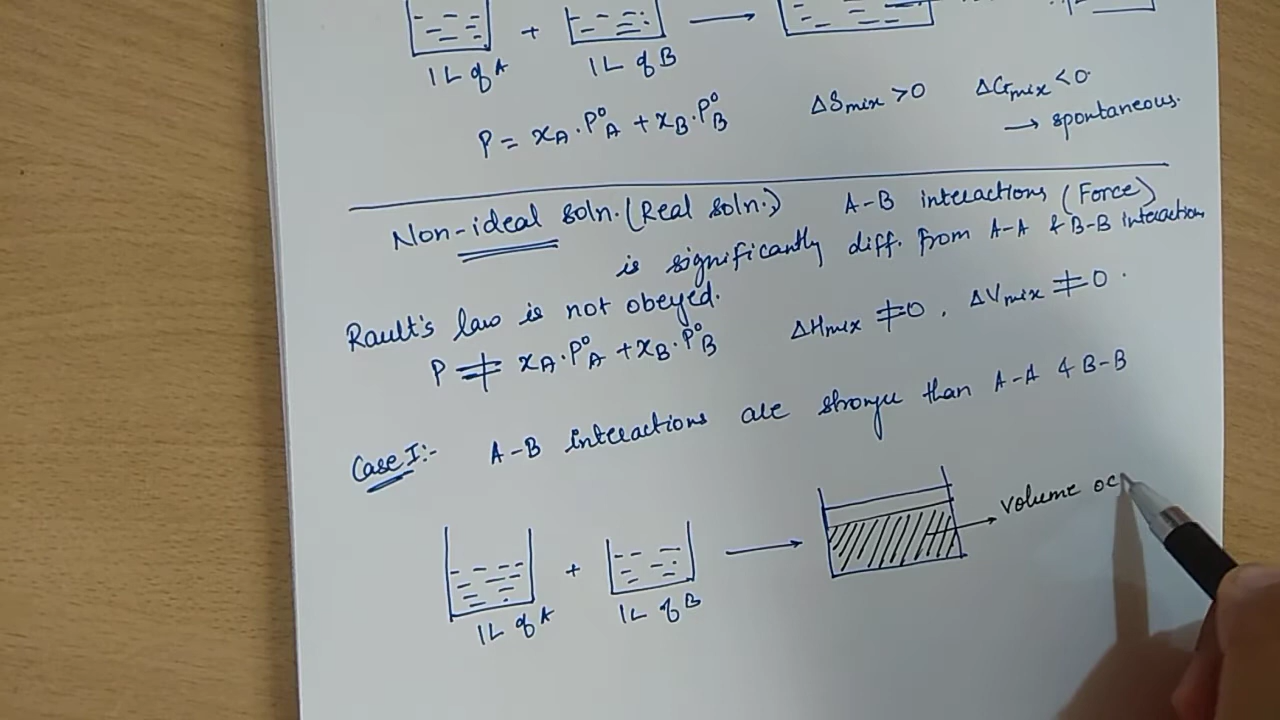 1L of A + 1L of B
P = xA·P°A + xB·P°B ΔSmix >0 ΔGmix <0·
→ spontaneous.
Non-ideal soln. (Real soln.) A-B interactions (Force)
is significantly diff. from A-A & B-B interaction
Rault's law is not obeyed.
P ≠ xA·P°A + xB·P°B ΔHmix ≠0, ΔVmix ≠0.
Case I:- A-B interactions are stronger than A-A & B-B
volume oc
+
1L of A 1L of B